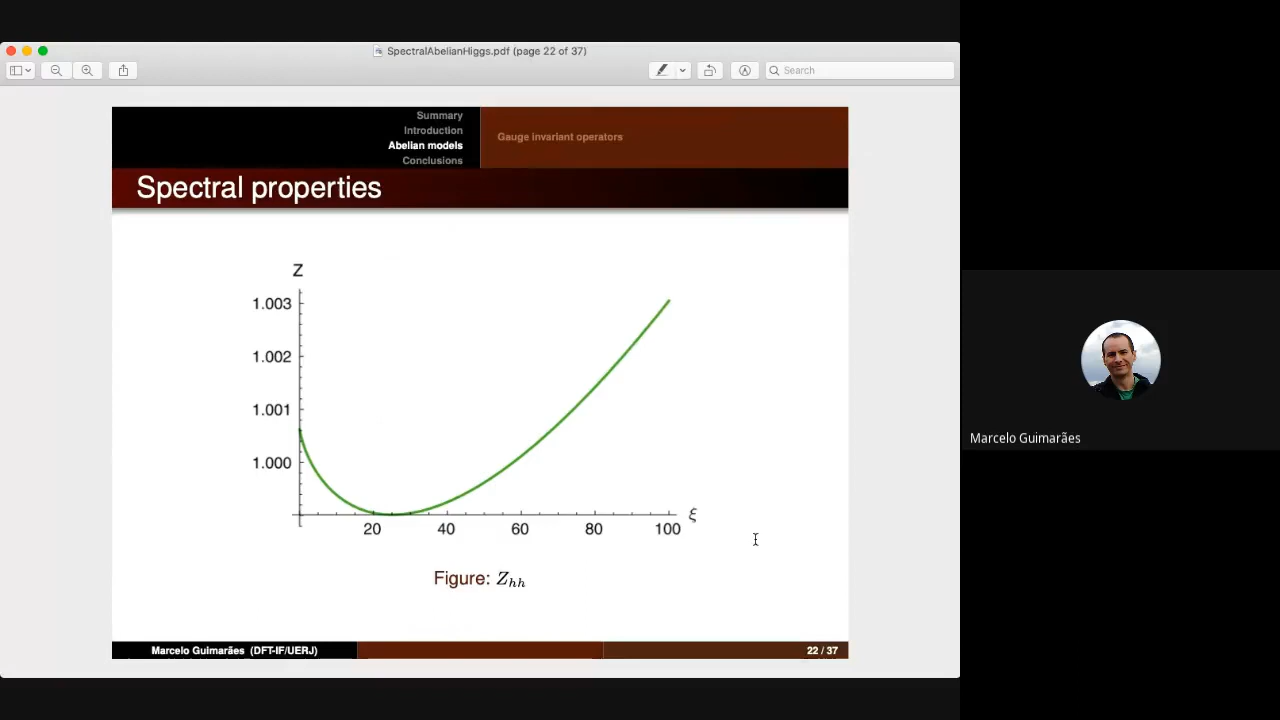 SpectralAbelianHiggs.pdf (page 22 of 37)
Search
Summary
Introduction
Abelian models
Conclusions
Gauge invariant operators
Spectral properties
Z
1.003
1.002
1.001
1.000
20 40 60 80 100 ξ
Figure: Zhh
Marcelo Guimarães (DFT-IF/UERJ)
22 / 37
Marcelo Guimarães